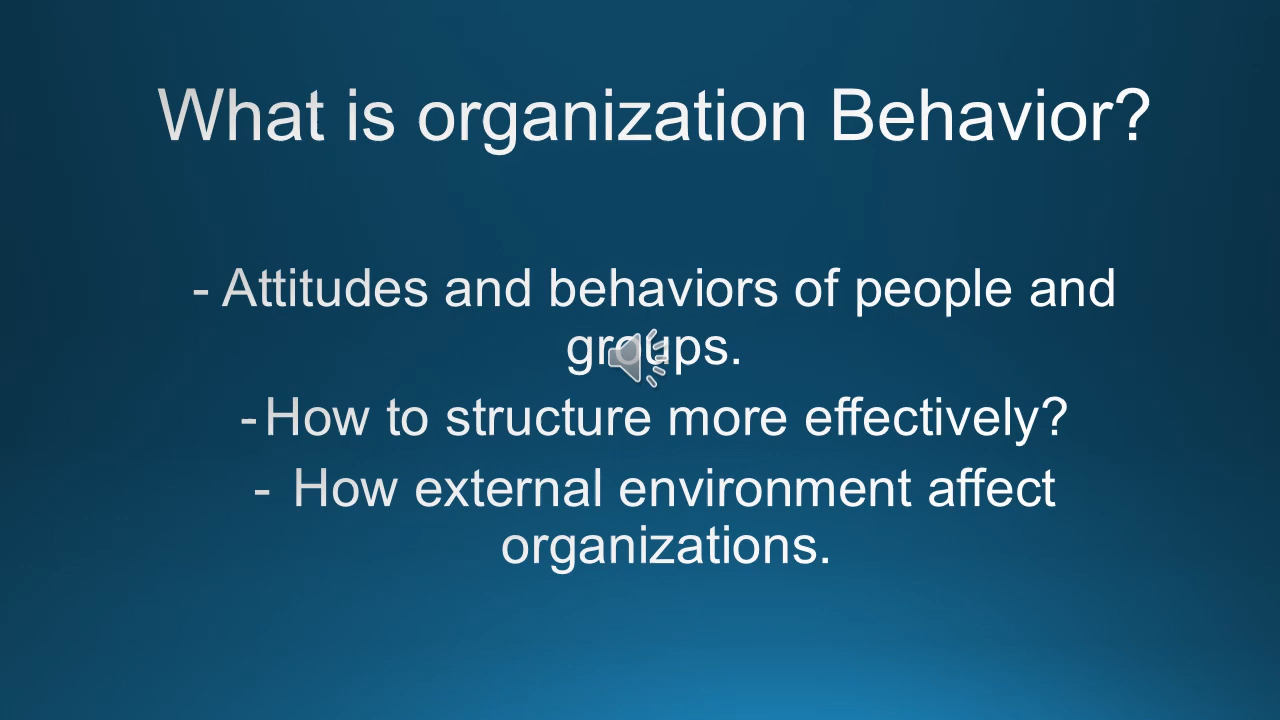 What is organization Behavior?
- Attitudes and behaviors of people and
groups.
- How to structure more effectively?
- How external environment affect
organizations.